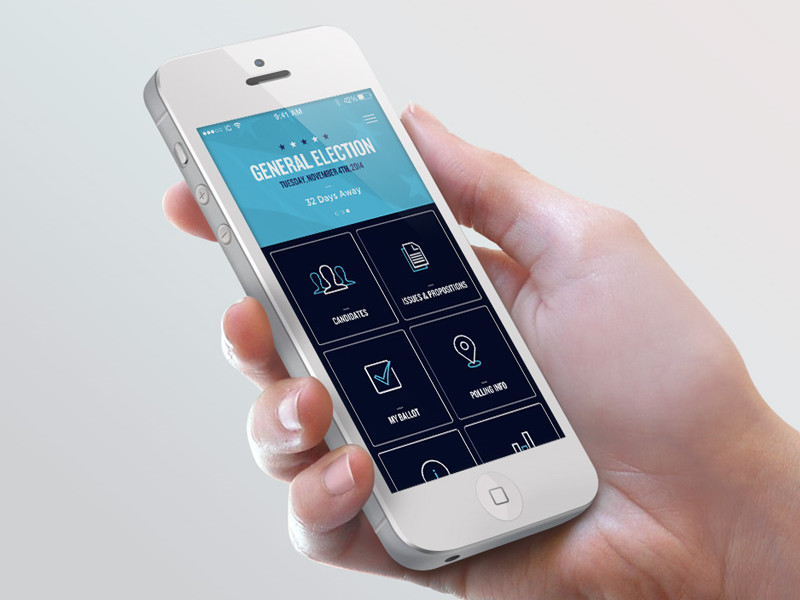 9:41 AM
42%
GENERAL ELECTION
TUESDAY, NOVEMBER 4TH, 2014
32 Days Away
CANDIDATES
ISSUES & PROPOSITIONS
MY BALLOT
POLLING INFO
i